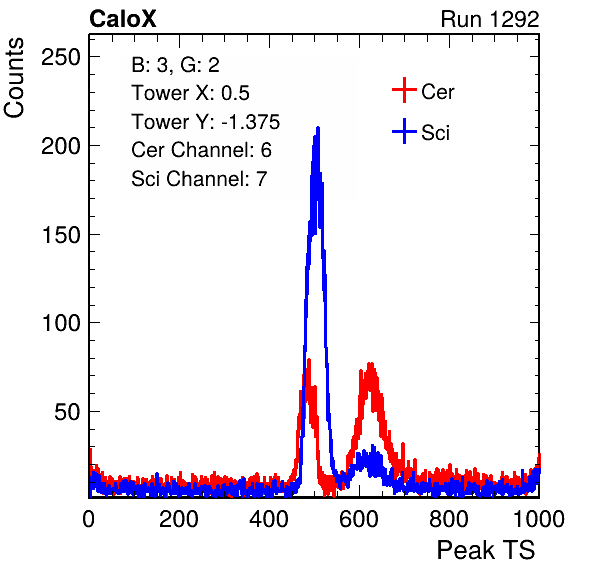 CaloX
Run 1292
Counts
250
200
150
100
50
B: 3, G: 2
Tower X: 0.5
Tower Y: -1.375
Cer Channel: 6
Sci Channel: 7
Cer
Sci
0 200 400 600 800 1000
Peak TS